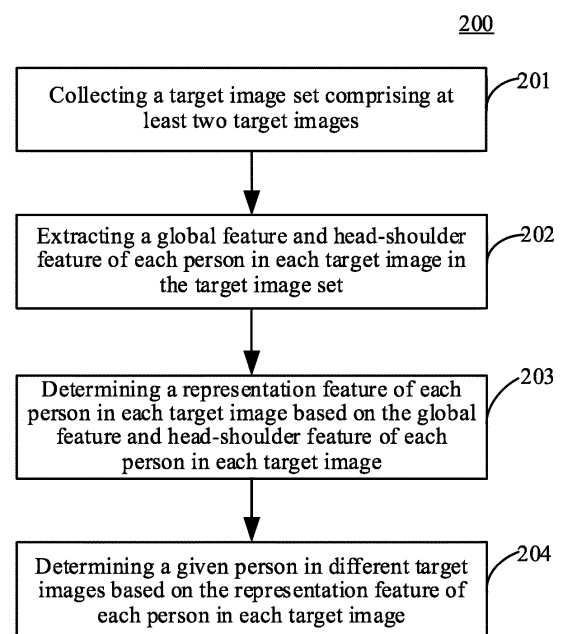 200
201
Collecting a target image set comprising at
least two target images
202
Extracting a global feature and head-shoulder
feature of each person in each target image in
the target image set
203
Determining a representation feature of each
person in each target image based on the global
feature and head-shoulder feature of each
person in each target image
204
Determining a given person in different target
images based on the representation feature of
each person in each target image